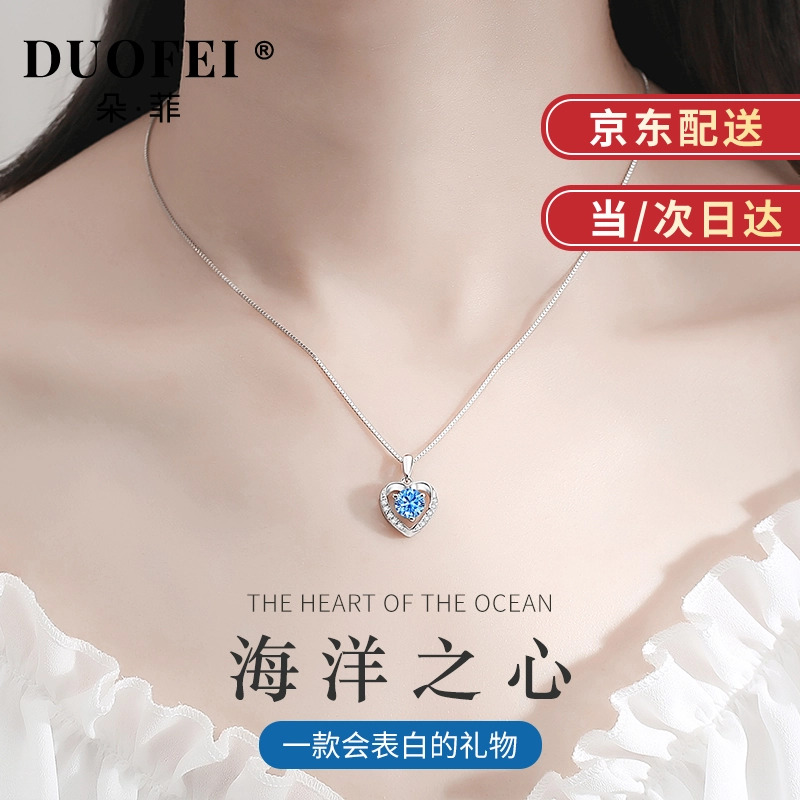 DUOFEI®
朵·菲
京东配送
当/次日达
THE HEART OF THE OCEAN
海洋之心
一款会表白的礼物